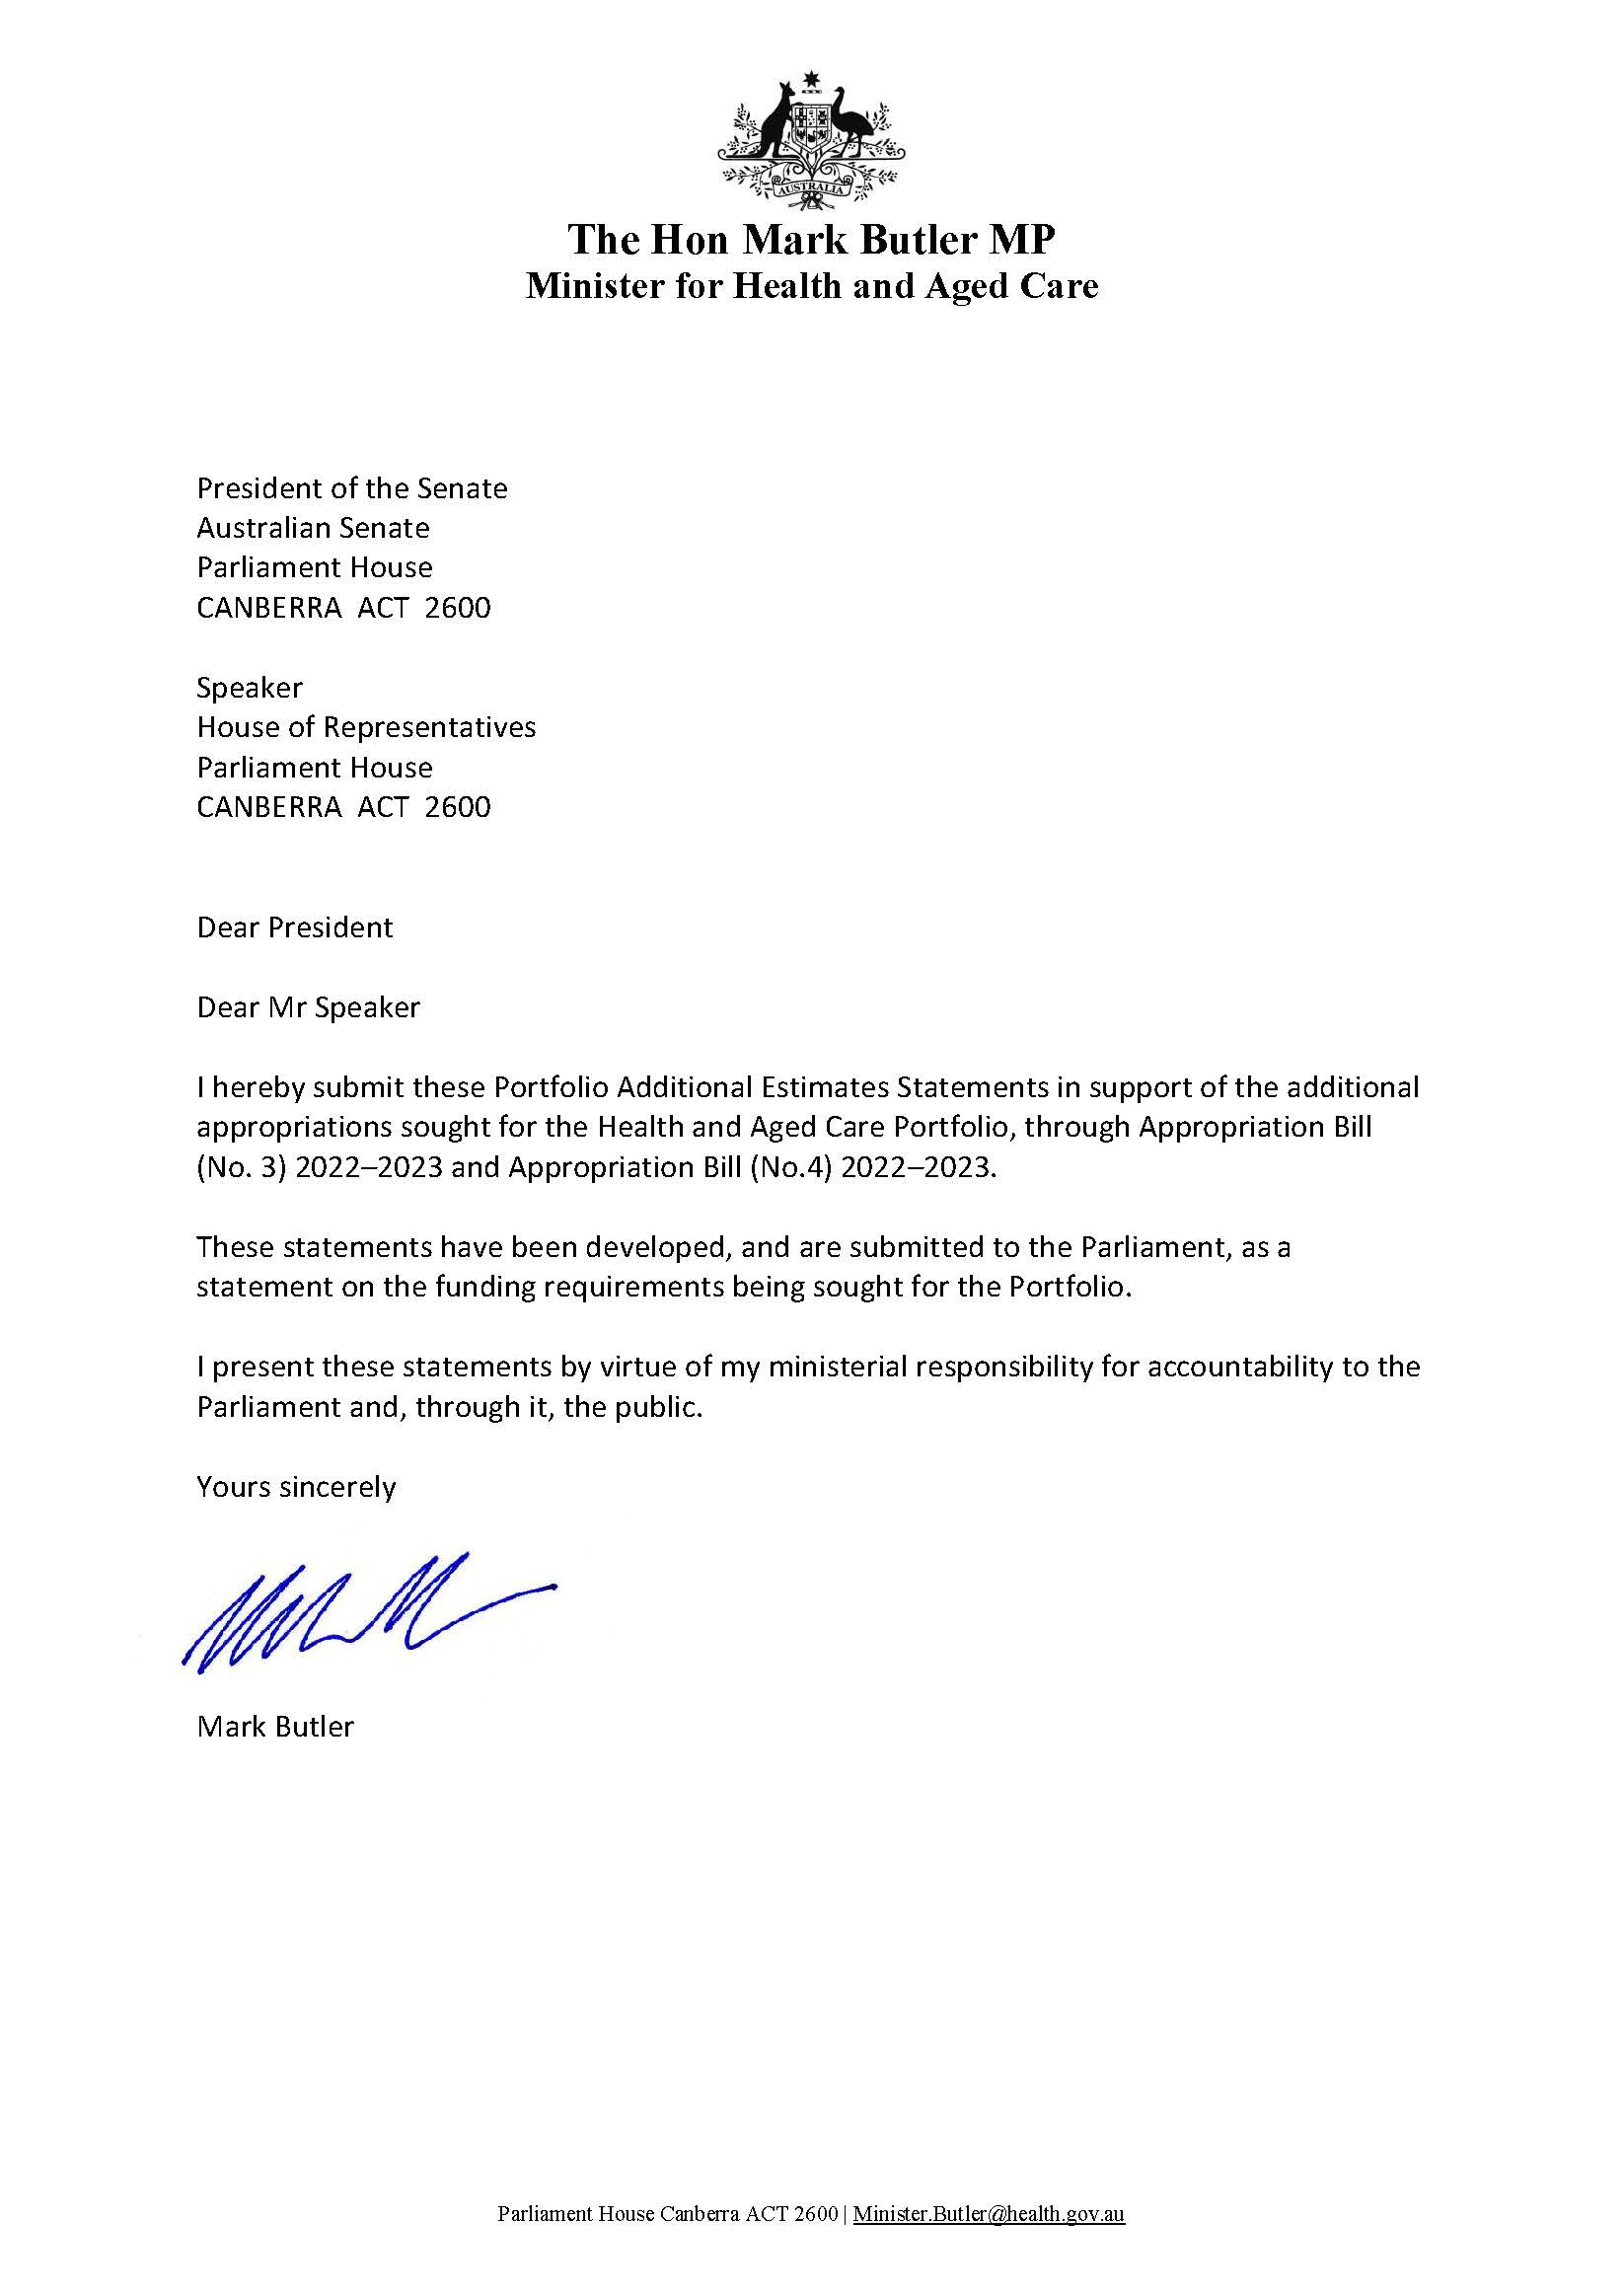 AUSTRALIA
The Hon Mark Butler MP
Minister for Health and Aged Care
President of the Senate
Australian Senate
Parliament House
CANBERRA ACT 2600
Speaker
House of Representatives
Parliament House
CANBERRA ACT 2600
Dear President
Dear Mr Speaker
I hereby submit these Portfolio Additional Estimates Statements in support of the additional
appropriations sought for the Health and Aged Care Portfolio, through Appropriation Bill
(No. 3) 2022–2023 and Appropriation Bill (No.4) 2022–2023.
These statements have been developed, and are submitted to the Parliament, as a
statement on the funding requirements being sought for the Portfolio.
I present these statements by virtue of my ministerial responsibility for accountability to the
Parliament and, through it, the public.
Yours sincerely
Mark Butler
Parliament House Canberra ACT 2600 | Minister.Butler@health.gov.au